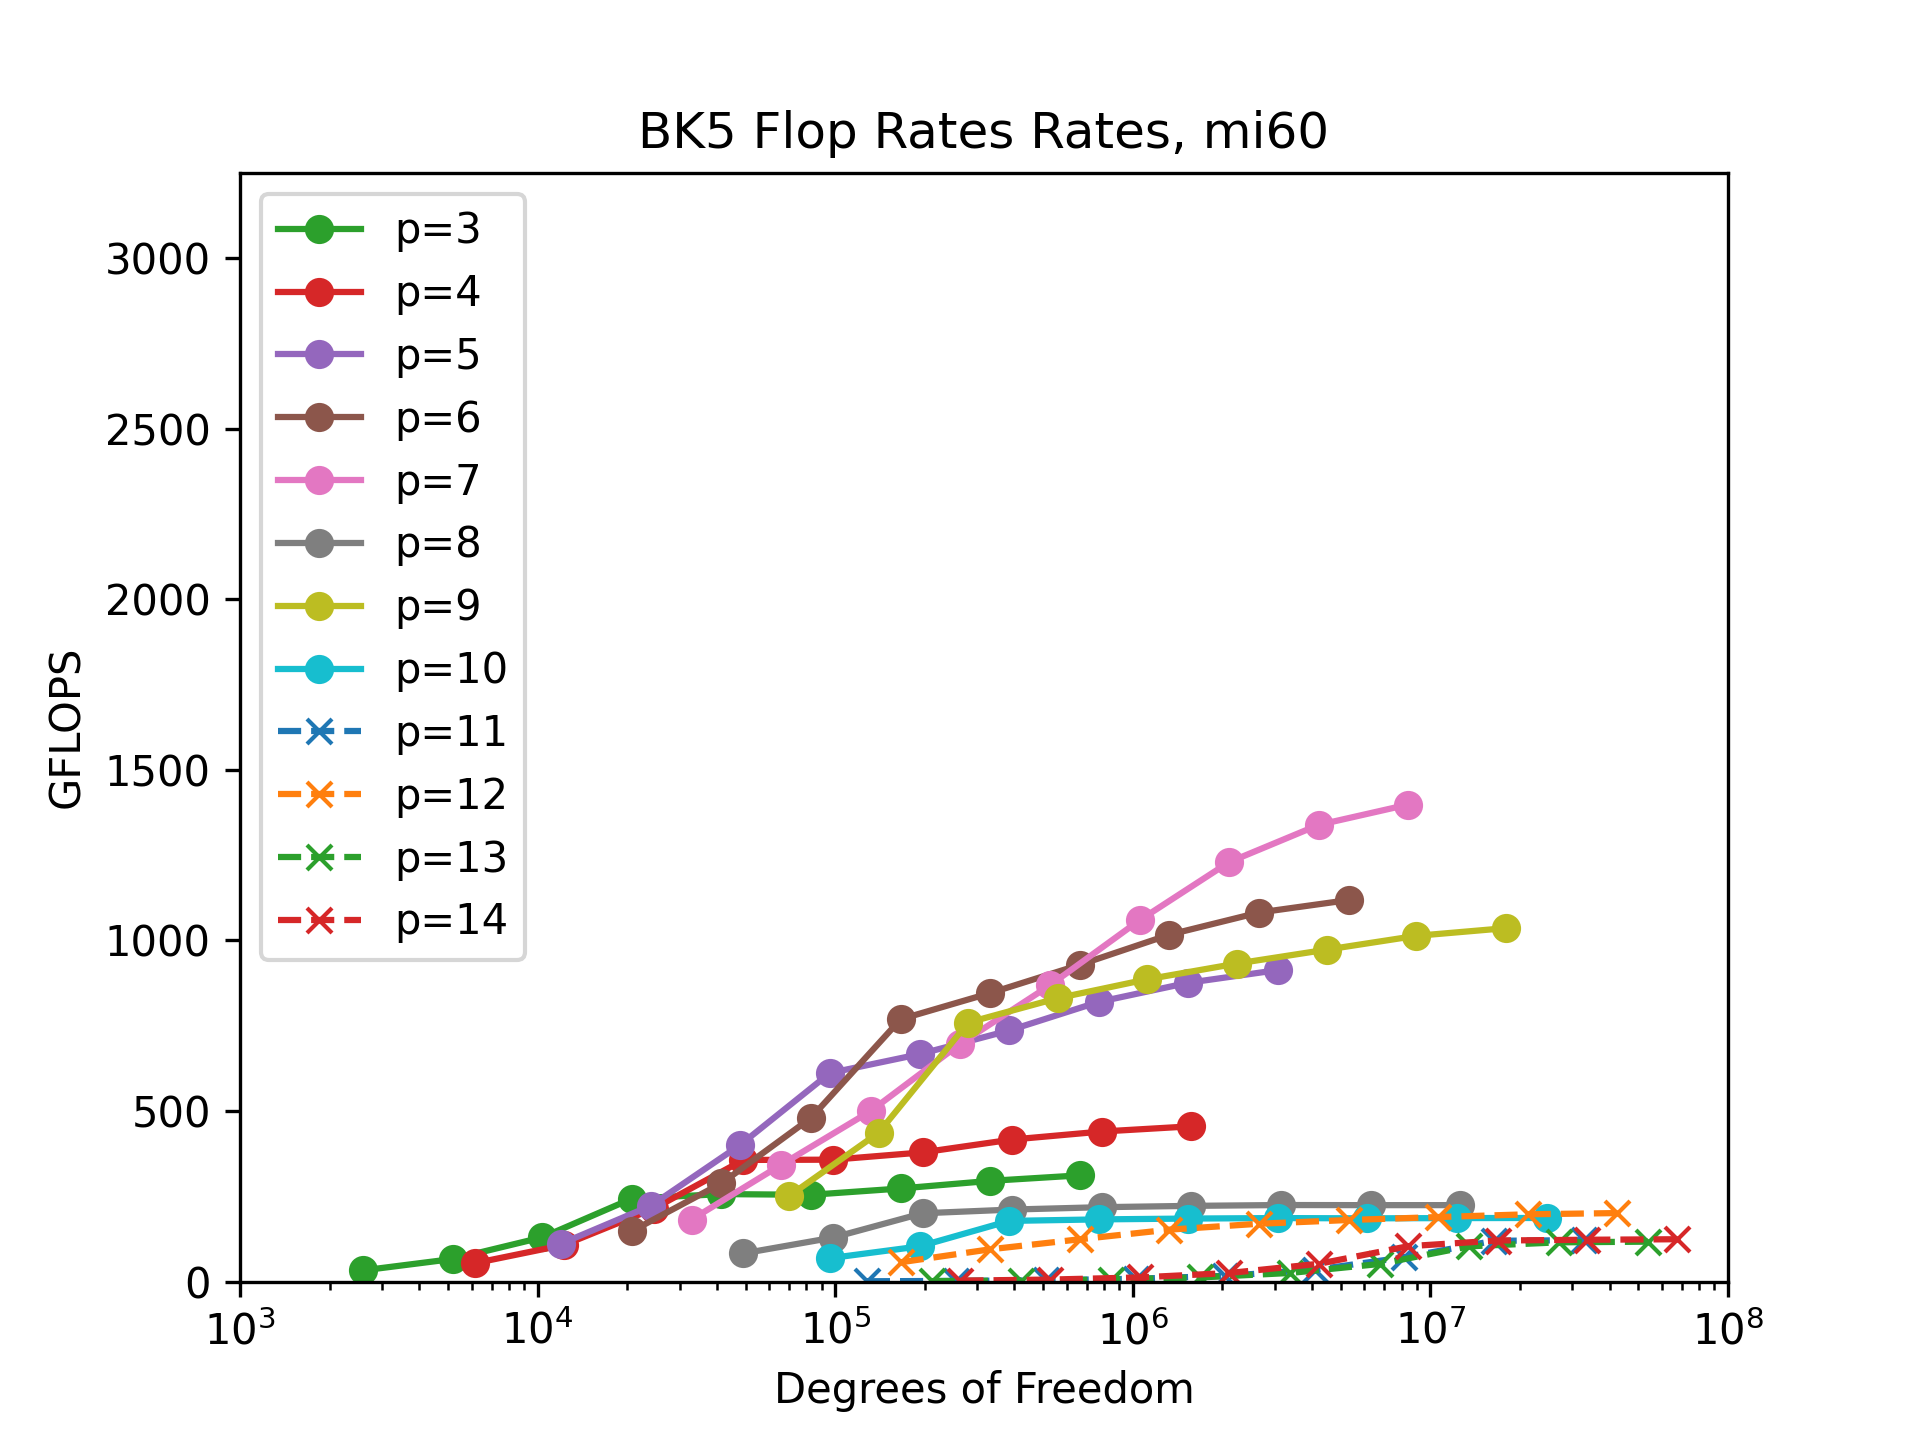 BK5 Flop Rates Rates, mi60
GFLOPS
3000
2500
2000
1500
1000
500
0
p=3
p=4
p=5
p=6
p=7
p=8
p=9
p=10
p=11
p=12
p=13
p=14
10³ 10⁴ 10⁵ 10⁶ 10⁷ 10⁸
Degrees of Freedom